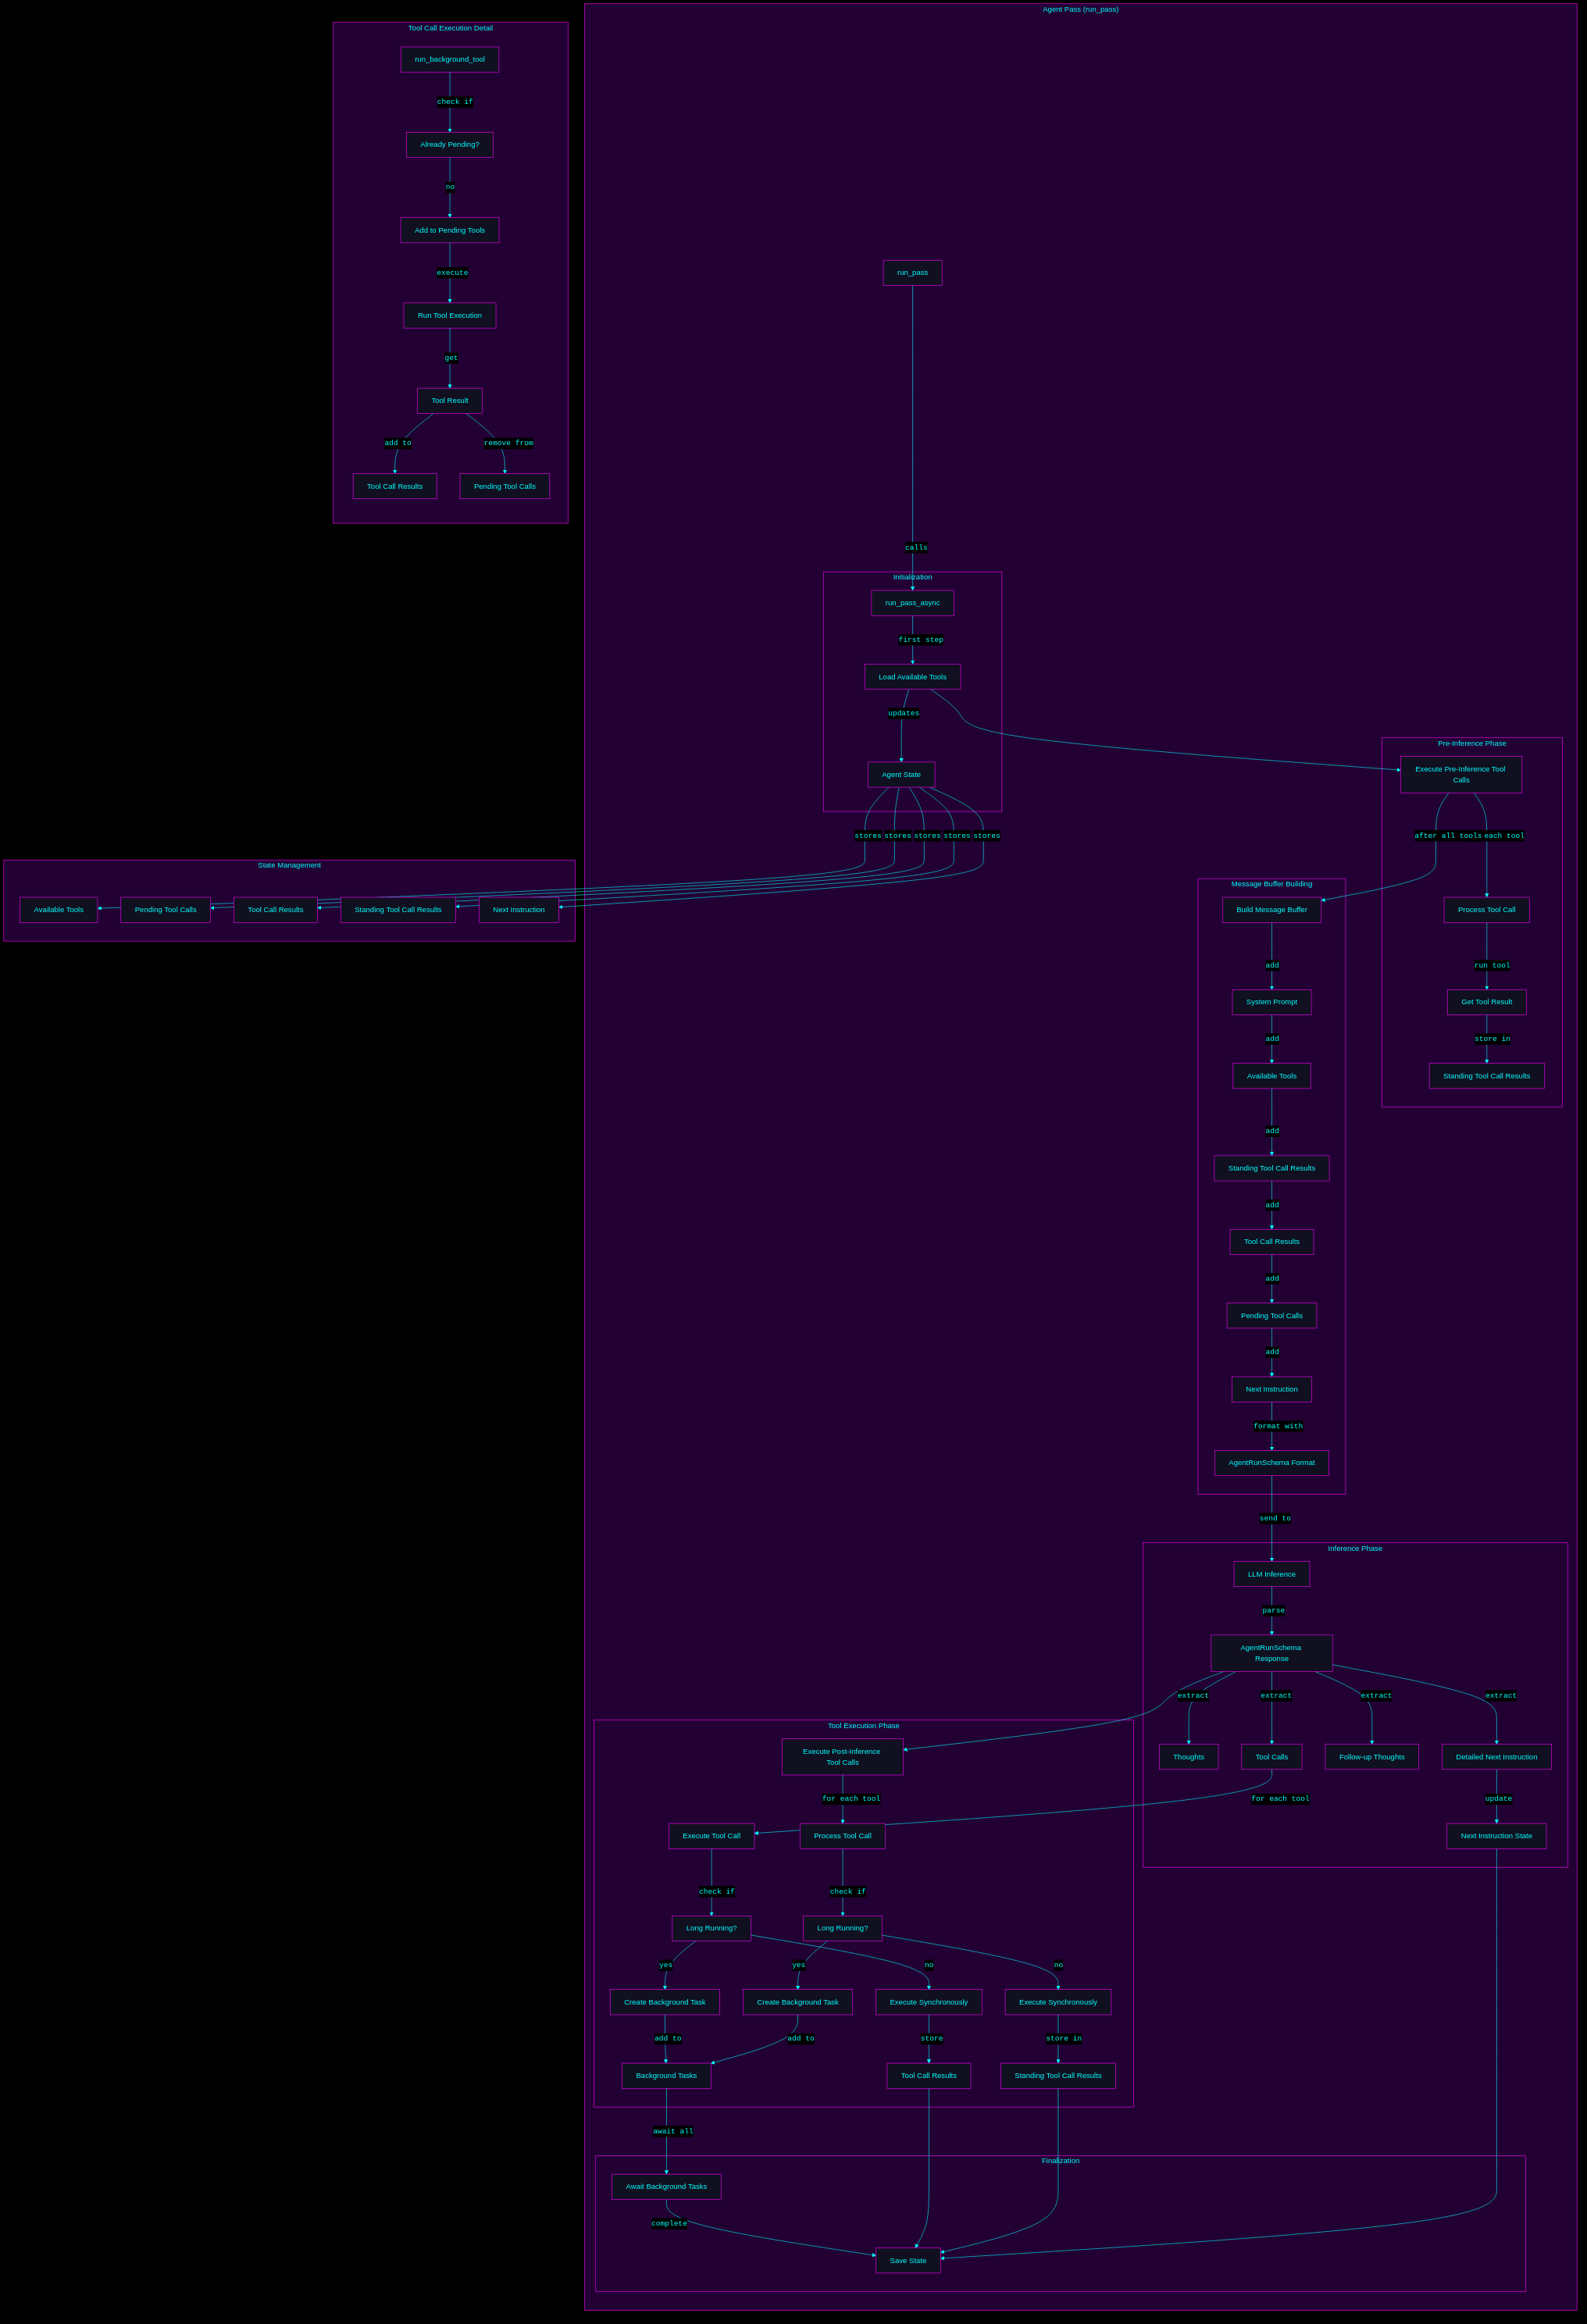 Tool Call Execution Detail
run_background_tool
check if
Already Pending?
no
Add to Pending Tools
execute
Run Tool Execution
get
Tool Result
add to
remove from
Tool Call Results
Pending Tool Calls
Agent Pass (run_pass)
run_pass
calls
Initialization
run_pass_async
first step
Load Available Tools
updates
Agent State
stores
stores
stores
stores
stores
State Management
Available Tools
Pending Tool Calls
Tool Call Results
Standing Tool Call Results
Next Instruction
Pre-Inference Phase
Execute Pre-Inference Tool
Calls
after all tools
each tool
Process Tool Call
run tool
Get Tool Result
store in
Standing Tool Call Results
Message Buffer Building
Build Message Buffer
add
System Prompt
add
Available Tools
add
Standing Tool Call Results
add
Tool Call Results
add
Pending Tool Calls
add
Next Instruction
format with
AgentRunSchema Format
send to
Inference Phase
LLM Inference
parse
AgentRunSchema
Response
extract
extract
extract
extract
Thoughts
Tool Calls
Follow-up Thoughts
Detailed Next Instruction
for each tool
update
Next Instruction State
Tool Execution Phase
Execute Post-Inference
Tool Calls
for each tool
Execute Tool Call
Process Tool Call
check if
check if
Long Running?
Long Running?
yes
yes
no
no
Create Background Task
Create Background Task
Execute Synchronously
Execute Synchronously
add to
add to
store
store in
Background Tasks
Tool Call Results
Standing Tool Call Results
await all
Finalization
Await Background Tasks
complete
Save State